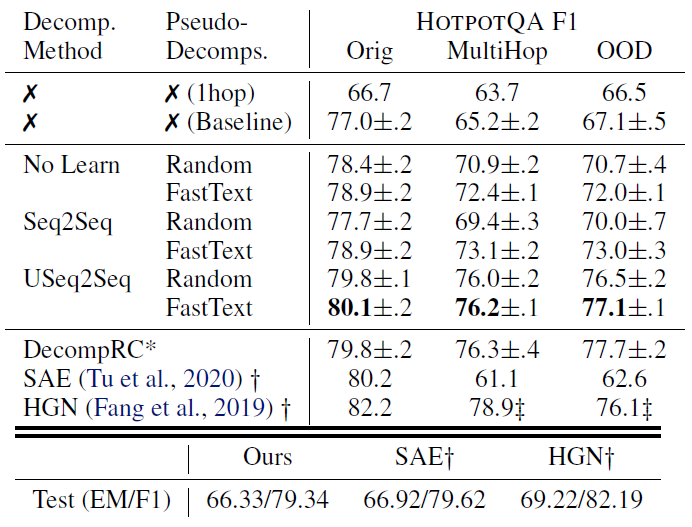 Decomp. Pseudo- HOTPOTQA F1
Method Decomps. Orig MultiHop OOD
✗ ✗ (1hop) 66.7 63.7 66.5
✗ ✗ (Baseline) 77.0±.2 65.2±.2 67.1±.5
No Learn Random 78.4±.2 70.9±.2 70.7±.4
FastText 78.9±.2 72.4±.1 72.0±.1
Seq2Seq Random 77.7±.2 69.4±.3 70.0±.7
FastText 78.9±.2 73.1±.2 73.0±.3
USeq2Seq Random 79.8±.1 76.0±.2 76.5±.2
FastText 80.1±.2 76.2±.1 77.1±.1
DecompRC* 79.8±.2 76.3±.4 77.7±.2
SAE (Tu et al., 2020) † 80.2 61.1 62.6
HGN (Fang et al., 2019) † 82.2 78.9‡ 76.1‡
Ours SAE† HGN†
Test (EM/F1) 66.33/79.34 66.92/79.62 69.22/82.19